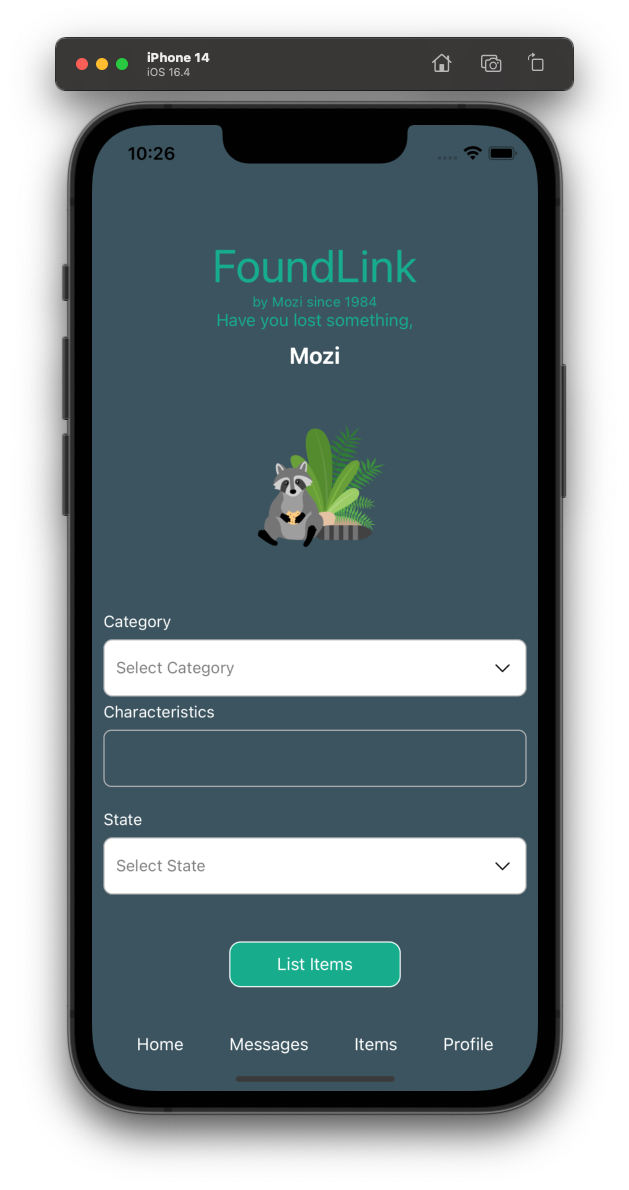 iPhone 14
iOS 16.4
10:26
FoundLink
by Mozi since 1984
Have you lost something,
Mozi
Category
Select Category
Characteristics
State
Select State
List Items
Home Messages Items Profile